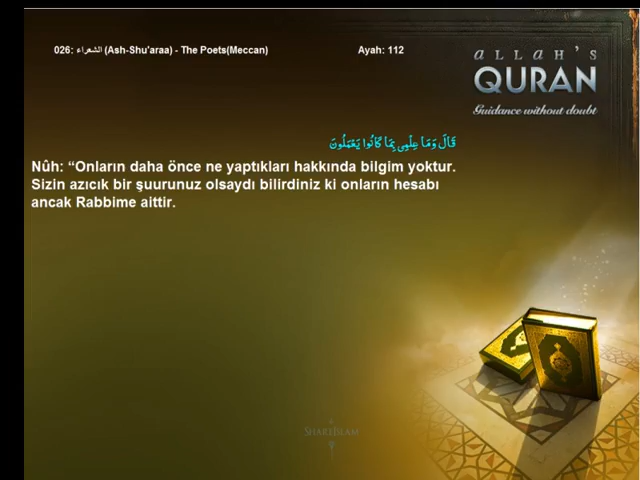 026: الشعراء (Ash-Shu'araa) - The Poets(Meccan) Ayah: 112
ALLAH'S
QURAN
Guidance without doubt
قَالَ وَمَا عِلْمِي بِمَا كَانُوا يَعْمَلُونَ
Nûh: “Onların daha önce ne yaptıkları hakkında bilgim yoktur.
Sizin azıcık bir şuurunuz olsaydı bilirdiniz ki onların hesabı
ancak Rabbime aittir.
SHAREISLAM